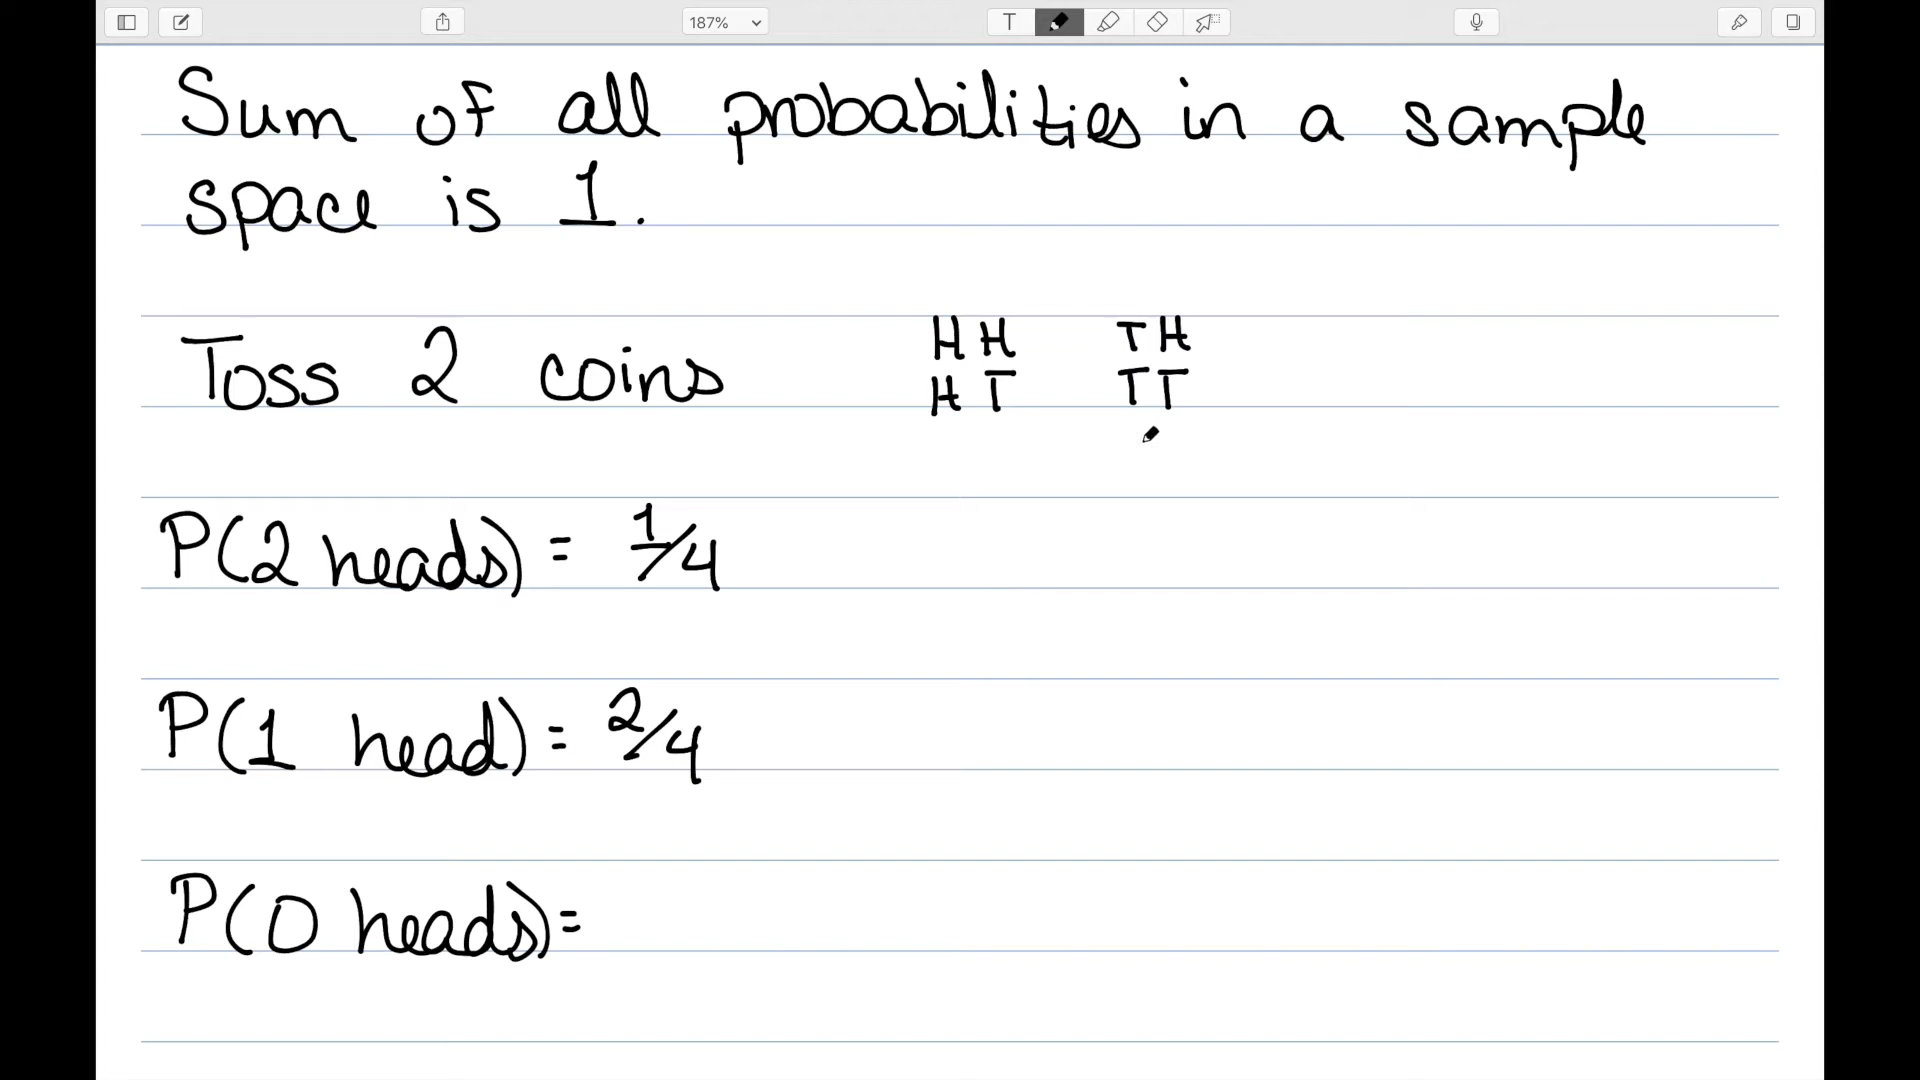 187%
T
Sum of all probabilities in a sample
space is 1.
Toss 2 coins
HH TH
HT TT
P(2 heads) = 1/4
P(1 head) = 2/4
P(0 heads)=